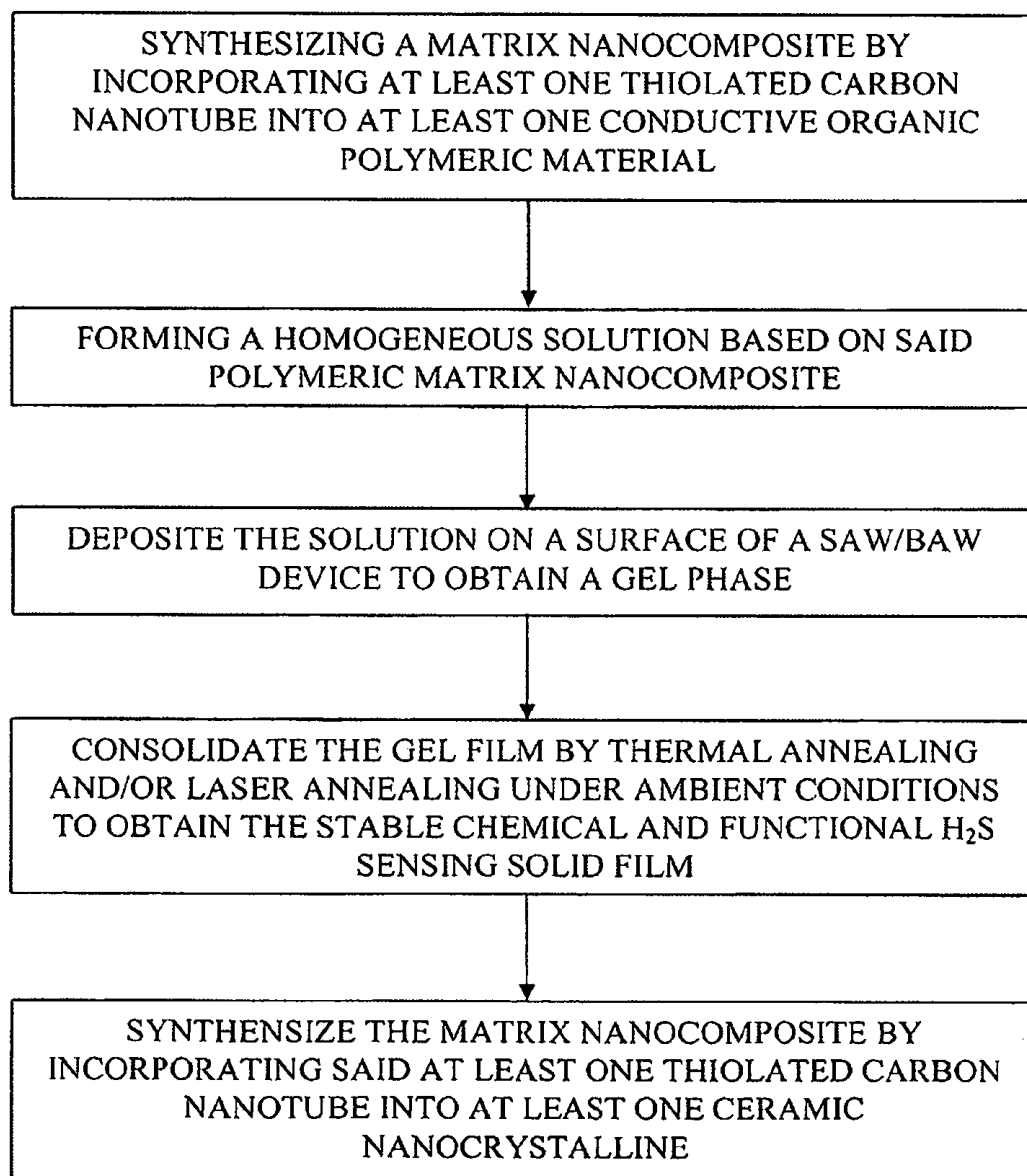 SYNTHESIZING A MATRIX NANOCOMPOSITE BY
INCORPORATING AT LEAST ONE THIOLATED CARBON
NANOTUBE INTO AT LEAST ONE CONDUCTIVE ORGANIC
POLYMERIC MATERIAL
FORMING A HOMOGENEOUS SOLUTION BASED ON SAID
POLYMERIC MATRIX NANOCOMPOSITE
DEPOSITE THE SOLUTION ON A SURFACE OF A SAW/BAW
DEVICE TO OBTAIN A GEL PHASE
CONSOLIDATE THE GEL FILM BY THERMAL ANNEALING
AND/OR LASER ANNEALING UNDER AMBIENT CONDITIONS
TO OBTAIN THE STABLE CHEMICAL AND FUNCTIONAL H₂S
SENSING SOLID FILM
SYNTHENSIZE THE MATRIX NANOCOMPOSITE BY
INCORPORATING SAID AT LEAST ONE THIOLATED CARBON
NANOTUBE INTO AT LEAST ONE CERAMIC
NANOCRYSTALLINE